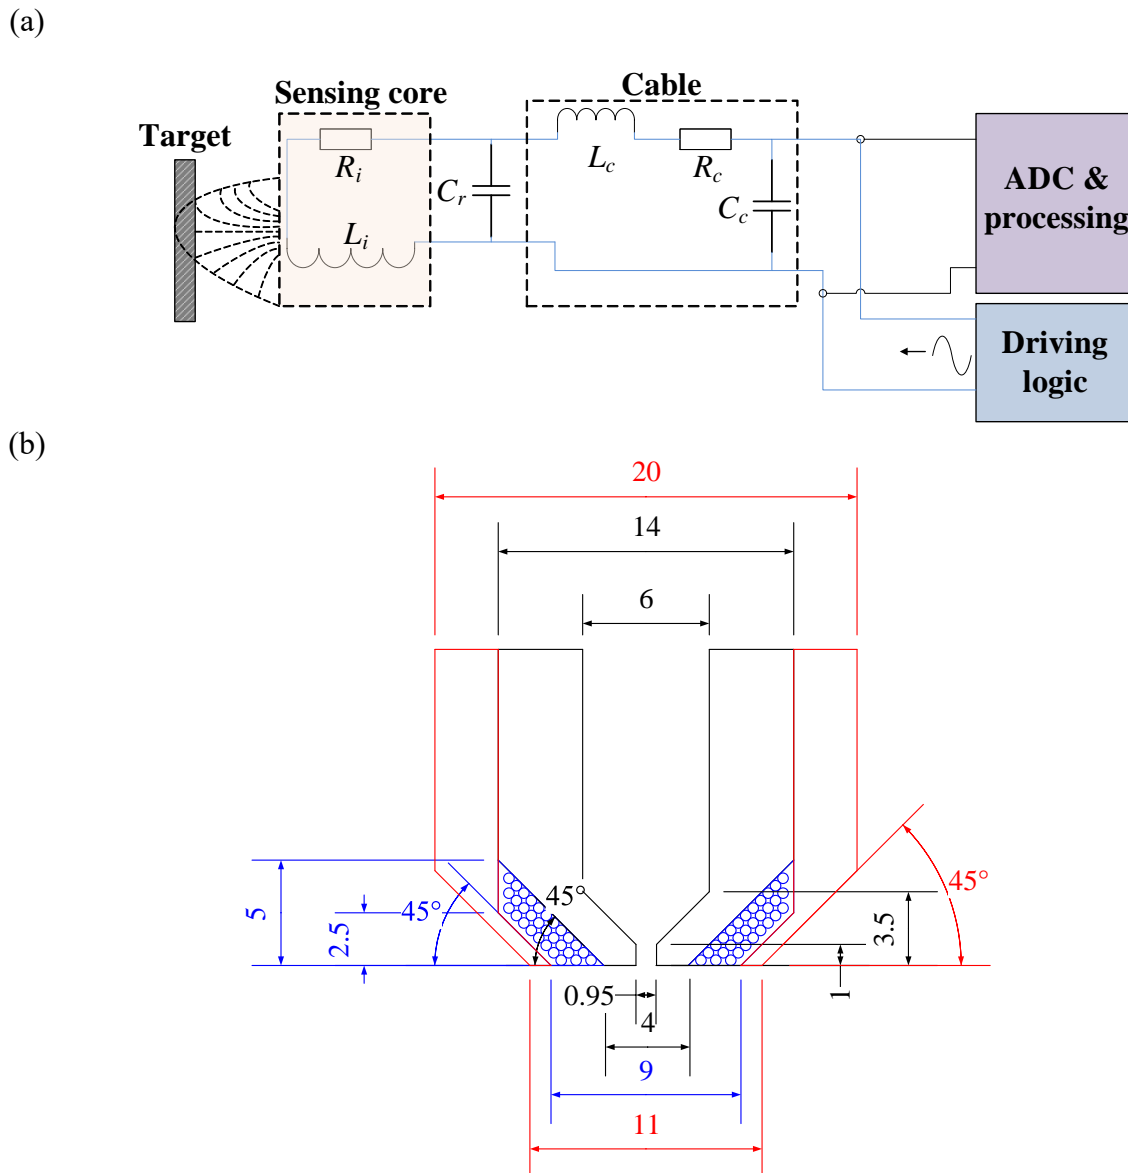 (a)
Sensing core
Cable
Target
R_i
L_i
C_r
L_c
R_c
C_c
ADC &
processing
Driving
logic
(b)
20
14
6
5
2.5
45°
45°
45°
3.5
1
0.95
4
9
11